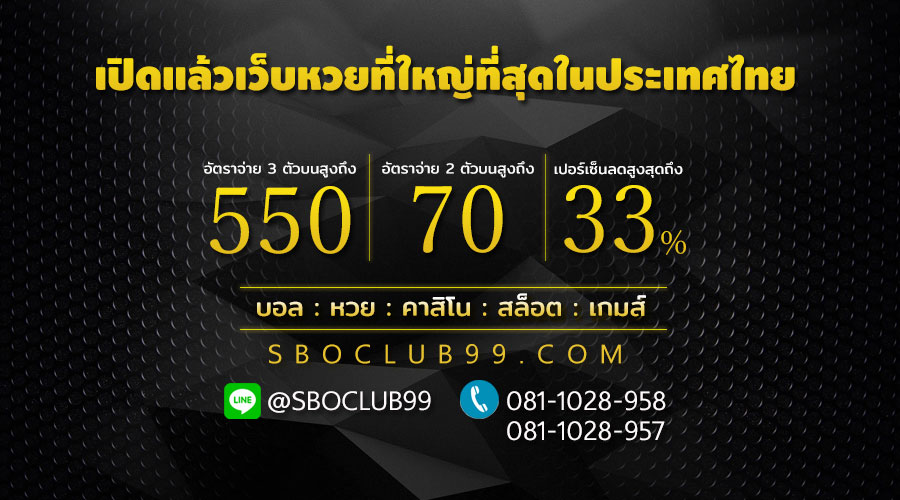 เปิดแล้วเว็บหวยที่ใหญ่ที่สุดในประเทศไทย
อัตราจ่าย 3 ตัวบนสูงถึง
550
อัตราจ่าย 2 ตัวบนสูงถึง
70
เปอร์เซ็นลดสูงสุดถึง
33%
บอล : หวย : คาสิโน : สล็อต : เกมส์
SBOCLUB99.COM
LINE @SBOCLUB99
081-1028-958
081-1028-957